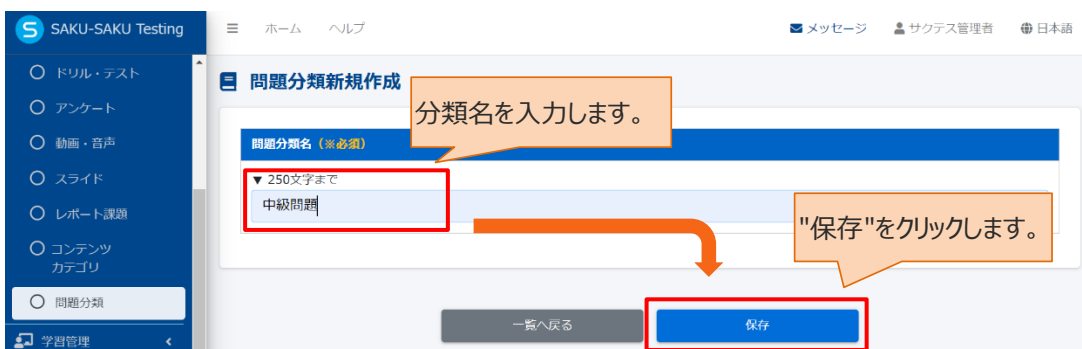 S SAKU-SAKU Testing
ホーム ヘルプ
メッセージ サクテス管理者 日本語
ドリル・テスト
アンケート
動画・音声
スライド
レポート課題
コンテンツ
カテゴリ
問題分類
学習管理
問題分類新規作成
分類名を入力します。
問題分類名（※必須）
▼ 250文字まで
中級問題
"保存"をクリックします。
一覧へ戻る
保存